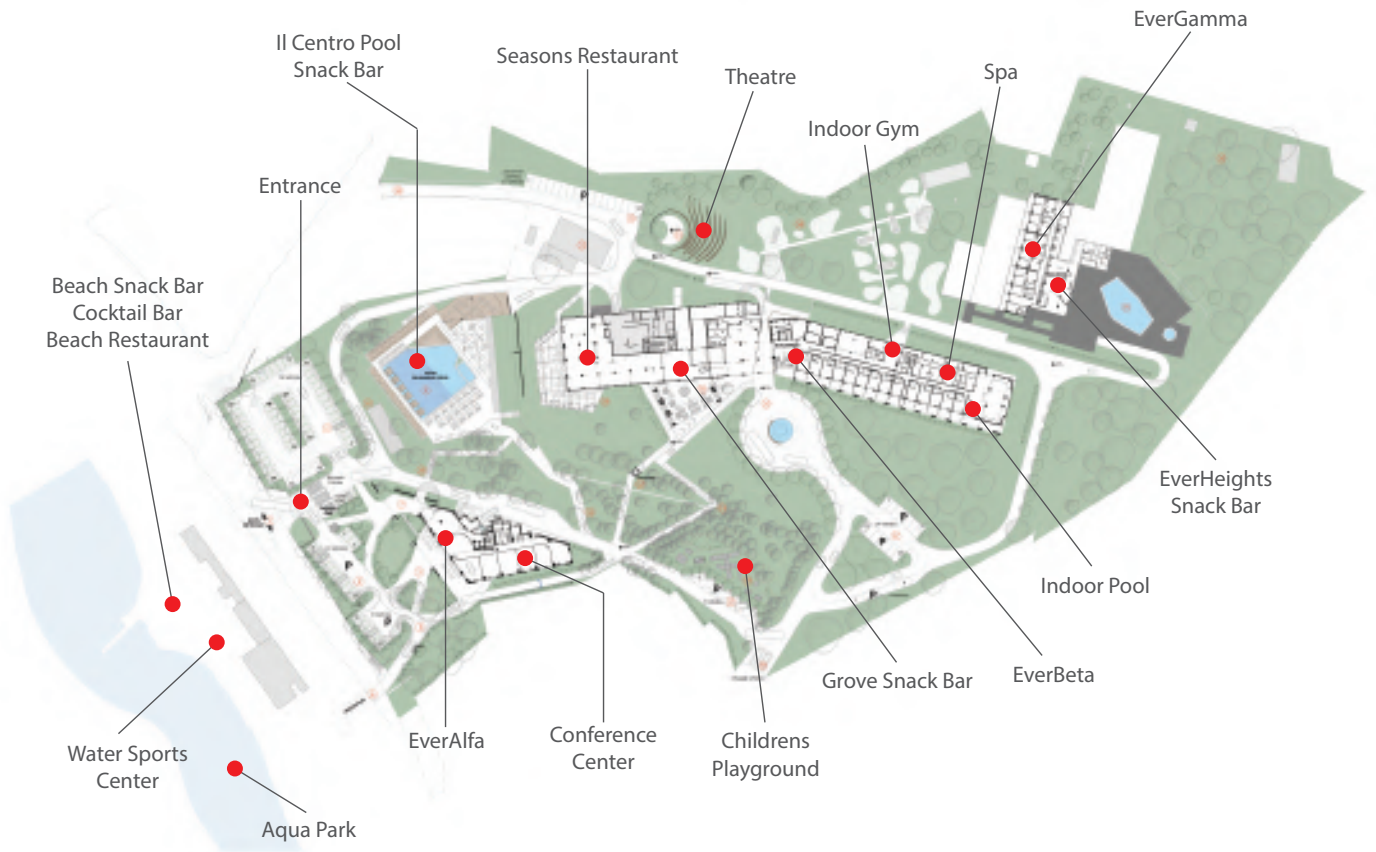 EverGamma
Il Centro Pool
Snack Bar
Seasons Restaurant
Theatre
Spa
Indoor Gym
Entrance
Beach Snack Bar
Cocktail Bar
Beach Restaurant
EverHeights
Snack Bar
Indoor Pool
EverBeta
Grove Snack Bar
Childrens
Playground
Conference
Center
EverAlfa
Water Sports
Center
Aqua Park
P
P
P
P